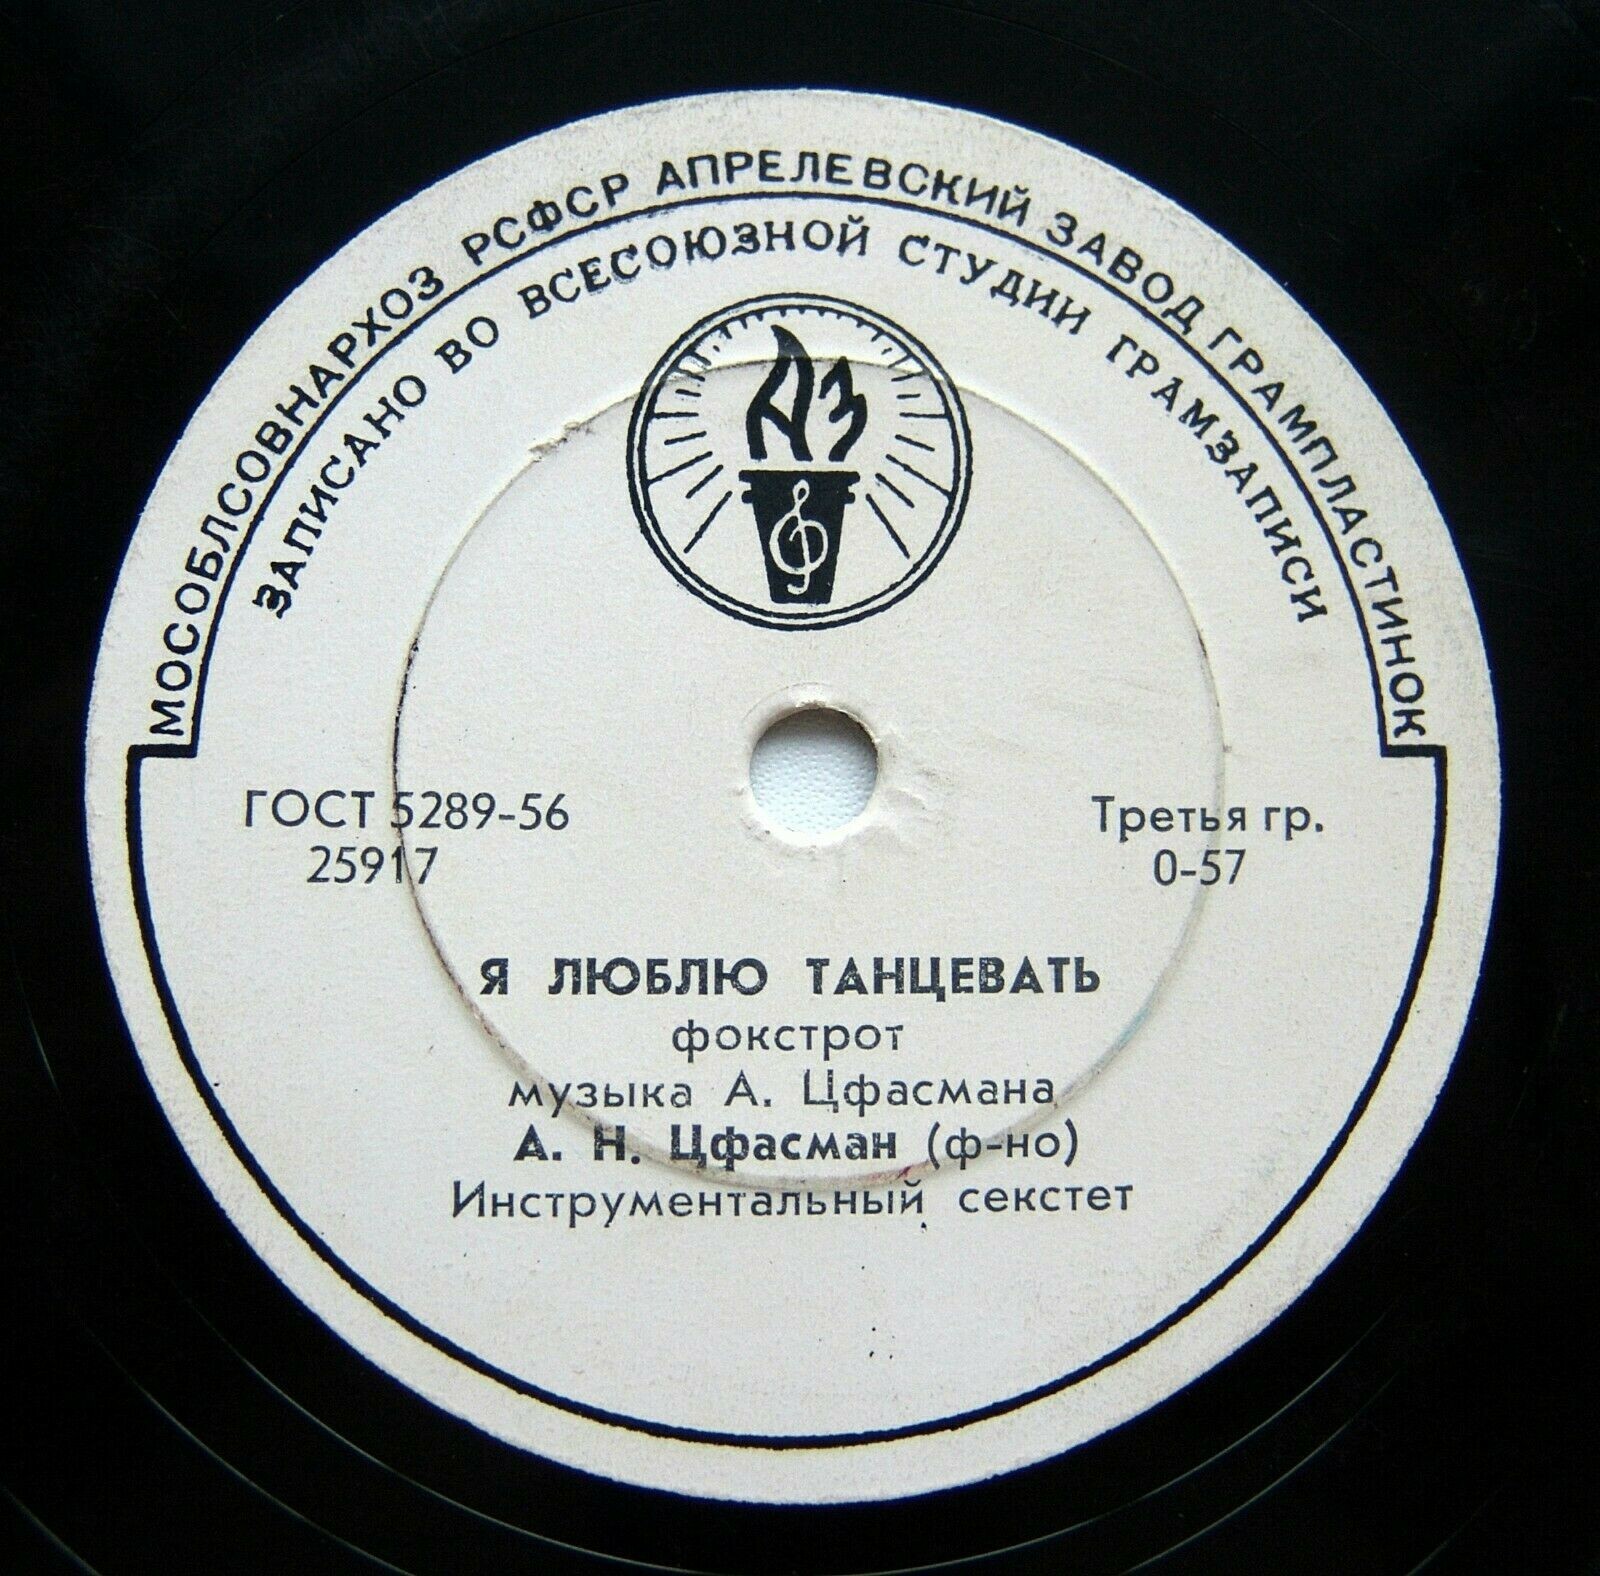 МОСОБЛСОВНАРХОЗ РСФСР АПРЕЛЕВСКИЙ ЗАВОД ГРАМПЛАСТИНОК
ЗАПИСАНО ВО ВСЕСОЮЗНОЙ СТУДИИ ГРАМЗАПИСИ
АЗ
ГОСТ 5289-56
25917
Третья гр.
0-57
Я ЛЮБЛЮ ТАНЦЕВАТЬ
фокстрот
музыка А. Цфасмана
А. Н. Цфасман (ф-но)
Инструментальный секстет